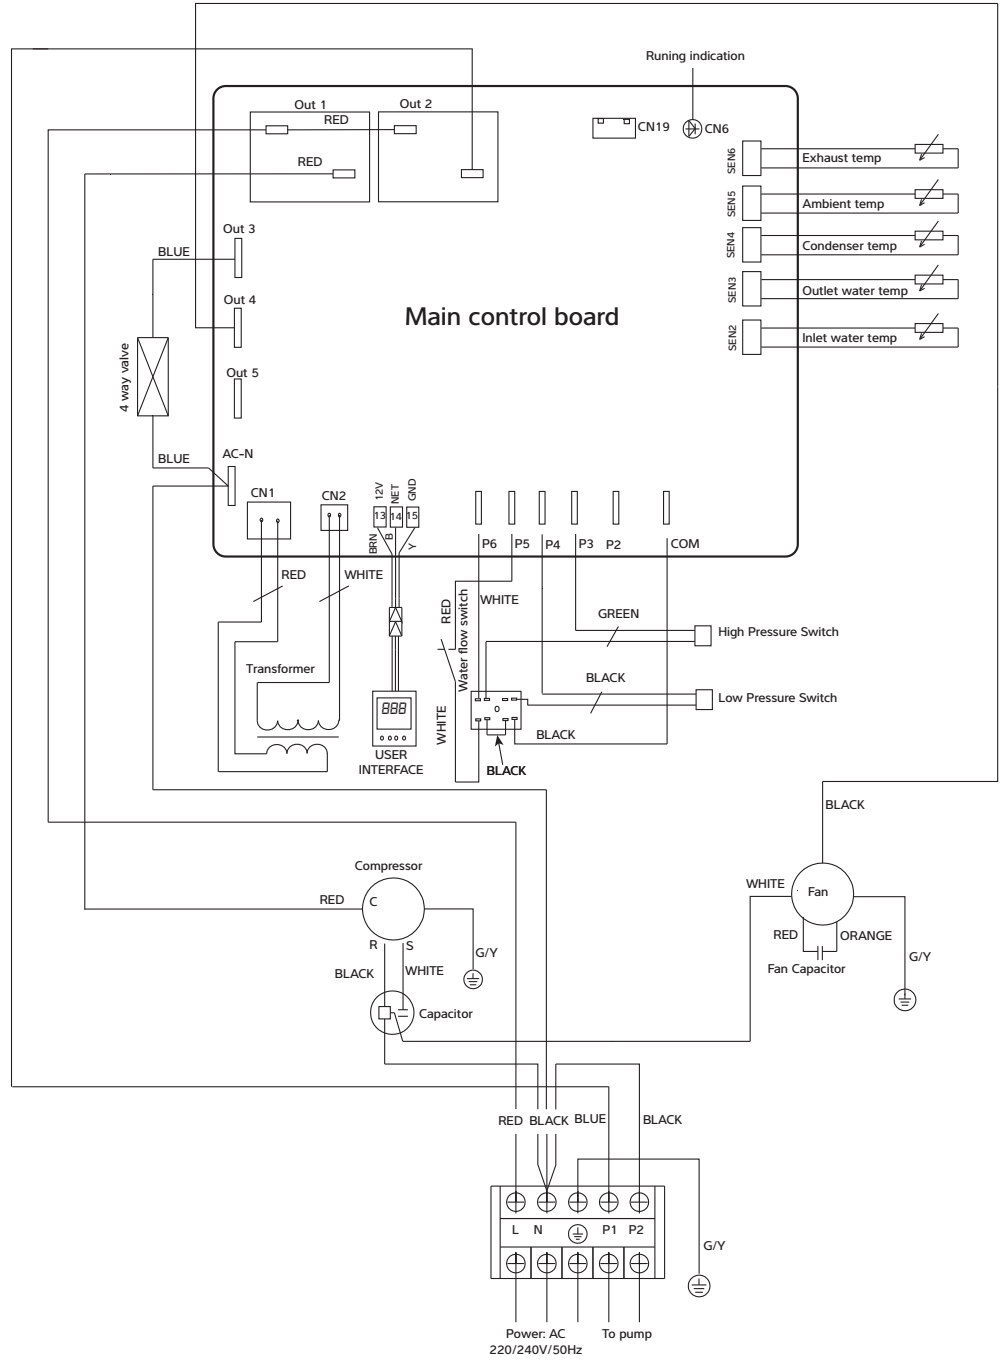 Runing indication
Out 1
Out 2
RED
CN19
CN6
RED
SEN6
Exhaust temp
SEN5
Ambient temp
Out 3
BLUE
SEN4
Condenser temp
SEN3
Outlet water temp
Out 4
Main control board
SEN2
Inlet water temp
4 way valve
Out 5
BLUE
AC-N
CN1
CN2
12V
NET
GND
13
14
15
BRN
B
Y
P6
P5
P4
P3
P2
COM
RED
WHITE
RED
Water flow switch
WHITE
GREEN
High Pressure Switch
Transformer
BLACK
Low Pressure Switch
888
WHITE
BLACK
USER
INTERFACE
BLACK
BLACK
Compressor
RED
C
R
S
G/Y
BLACK
WHITE
Capacitor
WHITE
Fan
RED
ORANGE
Fan Capacitor
G/Y
RED
BLACK
BLUE
BLACK
L
N
P1
P2
G/Y
Power: AC
220/240V/50Hz
To pump